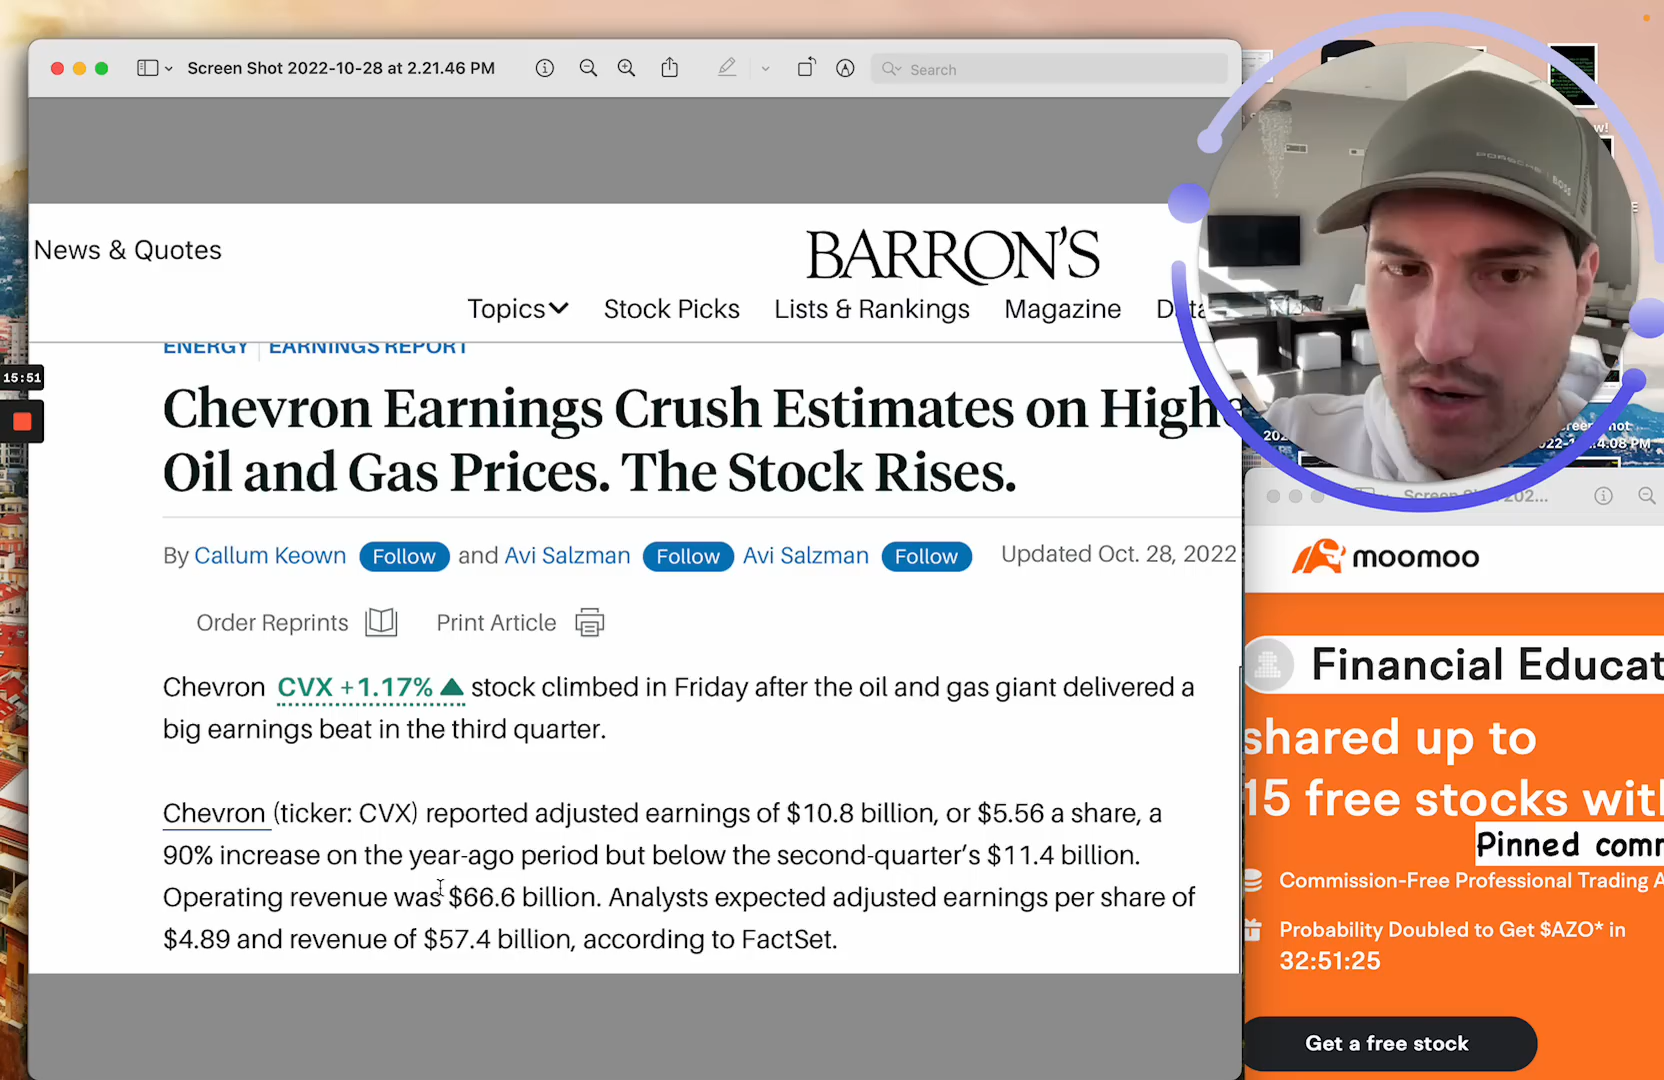 Screen Shot 2022-10-28 at 2.21.46 PM
Search
News & Quotes
BARRON'S
Topics
Stock Picks
Lists & Rankings
Magazine
ENERGY
EARNINGS REPORT
Chevron Earnings Crush Estimates on Highe
Oil and Gas Prices. The Stock Rises.
By Callum Keown Follow and Avi Salzman Follow Avi Salzman Follow Updated Oct. 28, 2022
Order Reprints
Print Article
Chevron CVX +1.17% ▲ stock climbed in Friday after the oil and gas giant delivered a
big earnings beat in the third quarter.
Chevron (ticker: CVX) reported adjusted earnings of $10.8 billion, or $5.56 a share, a
90% increase on the year-ago period but below the second-quarter's $11.4 billion.
Operating revenue was $66.6 billion. Analysts expected adjusted earnings per share of
$4.89 and revenue of $57.4 billion, according to FactSet.
15:51
PORSCHE BOSS
Screen Shot 202...
moomoo
Financial Educat
shared up to
15 free stocks with
Pinned comm
Commission-Free Professional Trading A
Probability Doubled to Get $AZO* in
32:51:25
Get a free stock